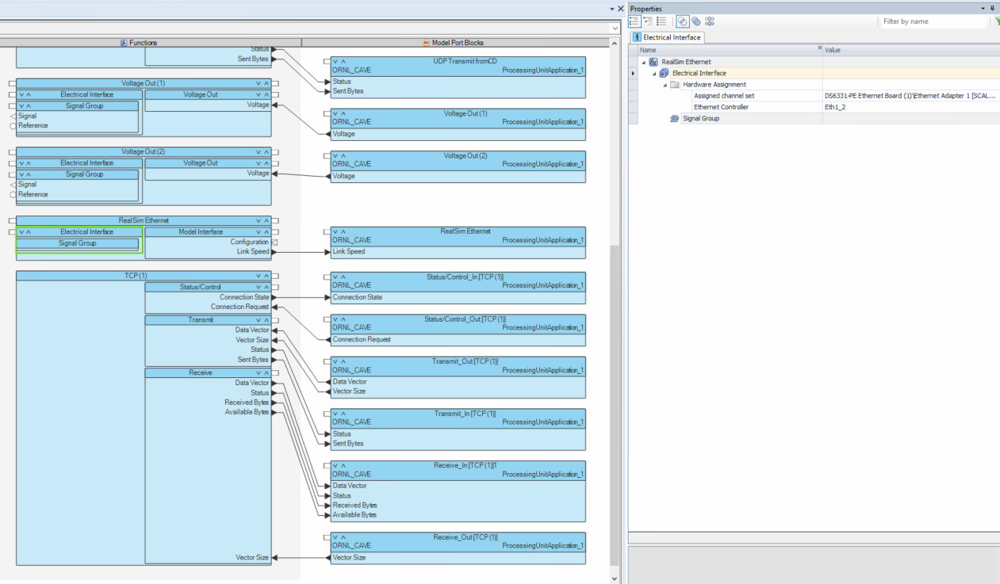 Properties
Filter by name
Electrical Interface
Name Value
RealSim Ethernet
Electrical Interface
Hardware Assignment
Assigned channel set DS6331-PE Ethernet Board (1)\Ethernet Adapter 1 [SCAL...
Ethernet Controller Eth1_2
Signal Group
Functions
Model Port Blocks
Status
Sent Bytes
Voltage Out (1)
Electrical Interface
Voltage Out
Signal Group
Voltage
Signal
Reference
Voltage Out (2)
Electrical Interface
Voltage Out
Signal Group
Voltage
Signal
Reference
RealSim Ethernet
Electrical Interface
Model Interface
Signal Group
Configuration
Link Speed
TCP (1)
Status/Control
Connection State
Connection Request
Transmit
Data Vector
Vector Size
Status
Sent Bytes
Receive
Data Vector
Status
Received Bytes
Available Bytes
Vector Size
UDP Transmit fromCD
ORNL_CAVE ProcessingUnitApplication_1
Status
Sent Bytes
Voltage Out (1)
ORNL_CAVE ProcessingUnitApplication_1
Voltage
Voltage Out (2)
ORNL_CAVE ProcessingUnitApplication_1
Voltage
RealSim Ethernet
ORNL_CAVE ProcessingUnitApplication_1
Link Speed
Status/Control_In [TCP (1)]
ORNL_CAVE ProcessingUnitApplication_1
Connection State
Status/Control_Out [TCP (1)]
ORNL_CAVE ProcessingUnitApplication_1
Connection Request
Transmit_Out [TCP (1)]
ORNL_CAVE ProcessingUnitApplication_1
Data Vector
Vector Size
Transmit_In [TCP (1)]
ORNL_CAVE ProcessingUnitApplication_1
Status
Sent Bytes
Receive_In [TCP (1)]1
ORNL_CAVE ProcessingUnitApplication_1
Data Vector
Status
Received Bytes
Available Bytes
Receive_Out [TCP (1)]
ORNL_CAVE ProcessingUnitApplication_1
Vector Size